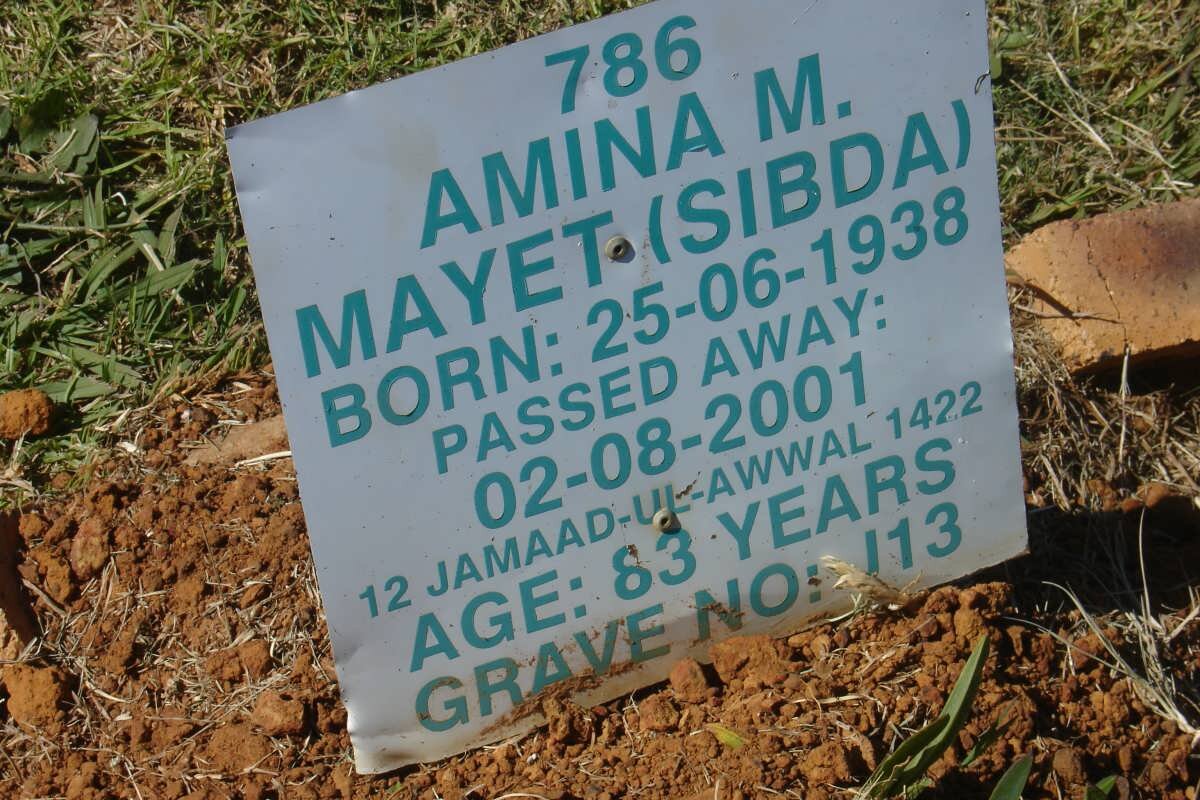 786
AMINA M.
MAYET (SIBDA)
BORN: 25-06-1938
PASSED AWAY:
02-08-2001
12 JAMAAD-UL-AWWAL 1422
AGE: 83 YEARS
GRAVE NO: J13